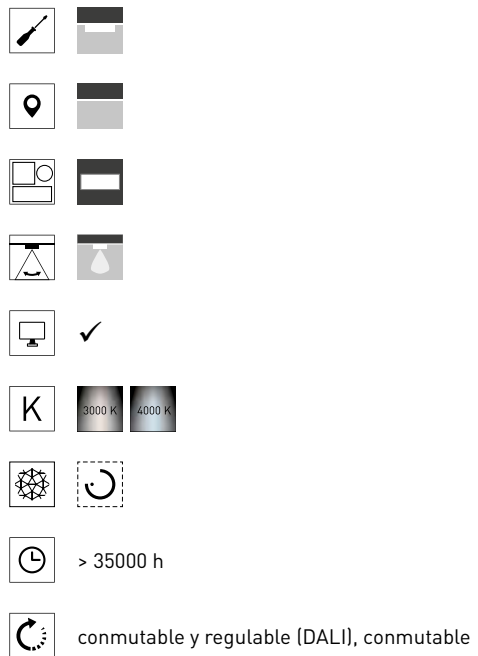 K
3000 K
4000 K
> 35000 h
conmutable y regulable (DALI), conmutable